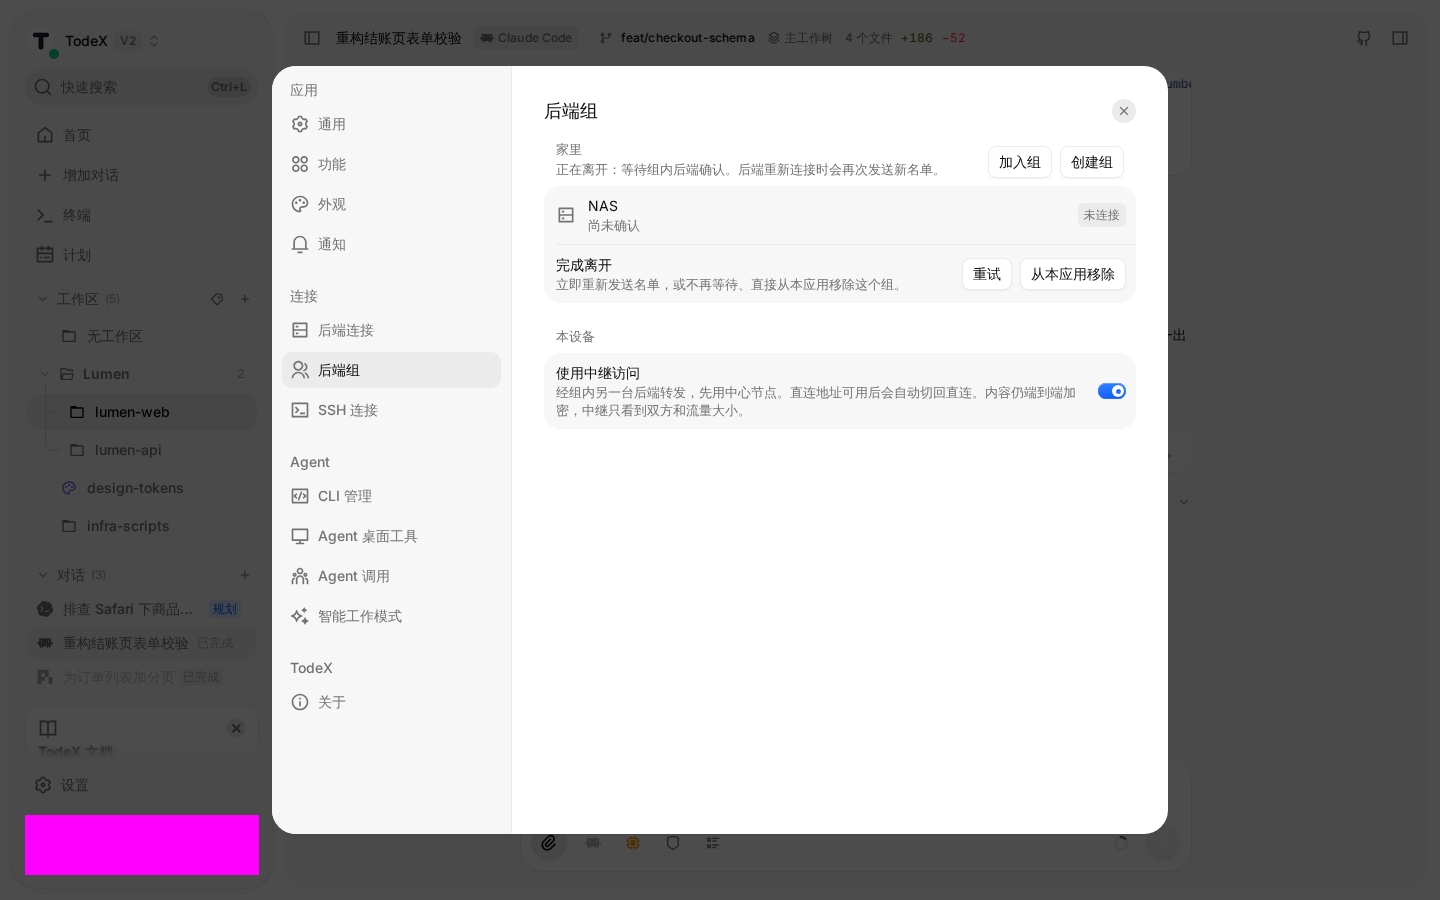 TodeX V2
快速搜索 Ctrl+L
首页
增加对话
终端
计划
工作区 (5)
无工作区
Lumen 2
lumen-web
lumen-api
design-tokens
infra-scripts
对话 (3)
排查 Safari 下商品... 规划
重构结账页表单校验 已完成
为订单列表加分页 已完成
TodeX 文档
设置
重构结账页表单校验 Claude Code feat/checkout-schema 主工作树 4 个文件 +186 −52
应用
通用
功能
外观
通知
连接
后端连接
后端组
SSH 连接
Agent
CLI 管理
Agent 桌面工具
Agent 调用
智能工作模式
TodeX
关于
后端组
家里
正在离开：等待组内后端确认。后端重新连接时会再次发送新名单。
加入组 创建组
NAS
尚未确认
未连接
完成离开
立即重新发送名单，或不再等待、直接从本应用移除这个组。
重试 从本应用移除
本设备
使用中继访问
经组内另一台后端转发，先用中心节点。直连地址可用后会自动切回直连。内容仍端到端加
密，中继只看到双方和流量大小。